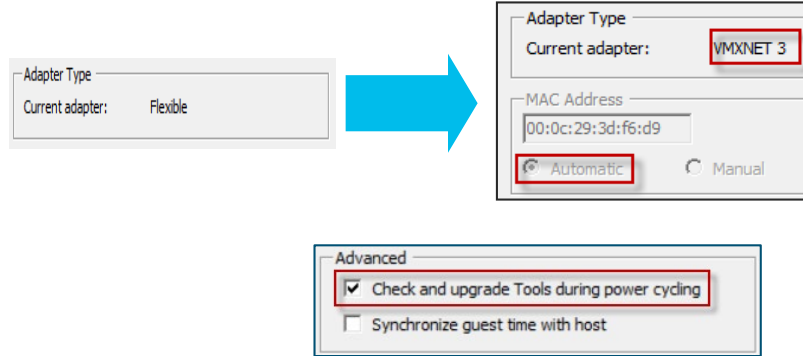 Adapter Type
Current adapter: Flexible
Adapter Type
Current adapter: VMXNET 3
MAC Address
00:0c:29:3d:f6:d9
Automatic Manual
Advanced
Check and upgrade Tools during power cycling
Synchronize guest time with host